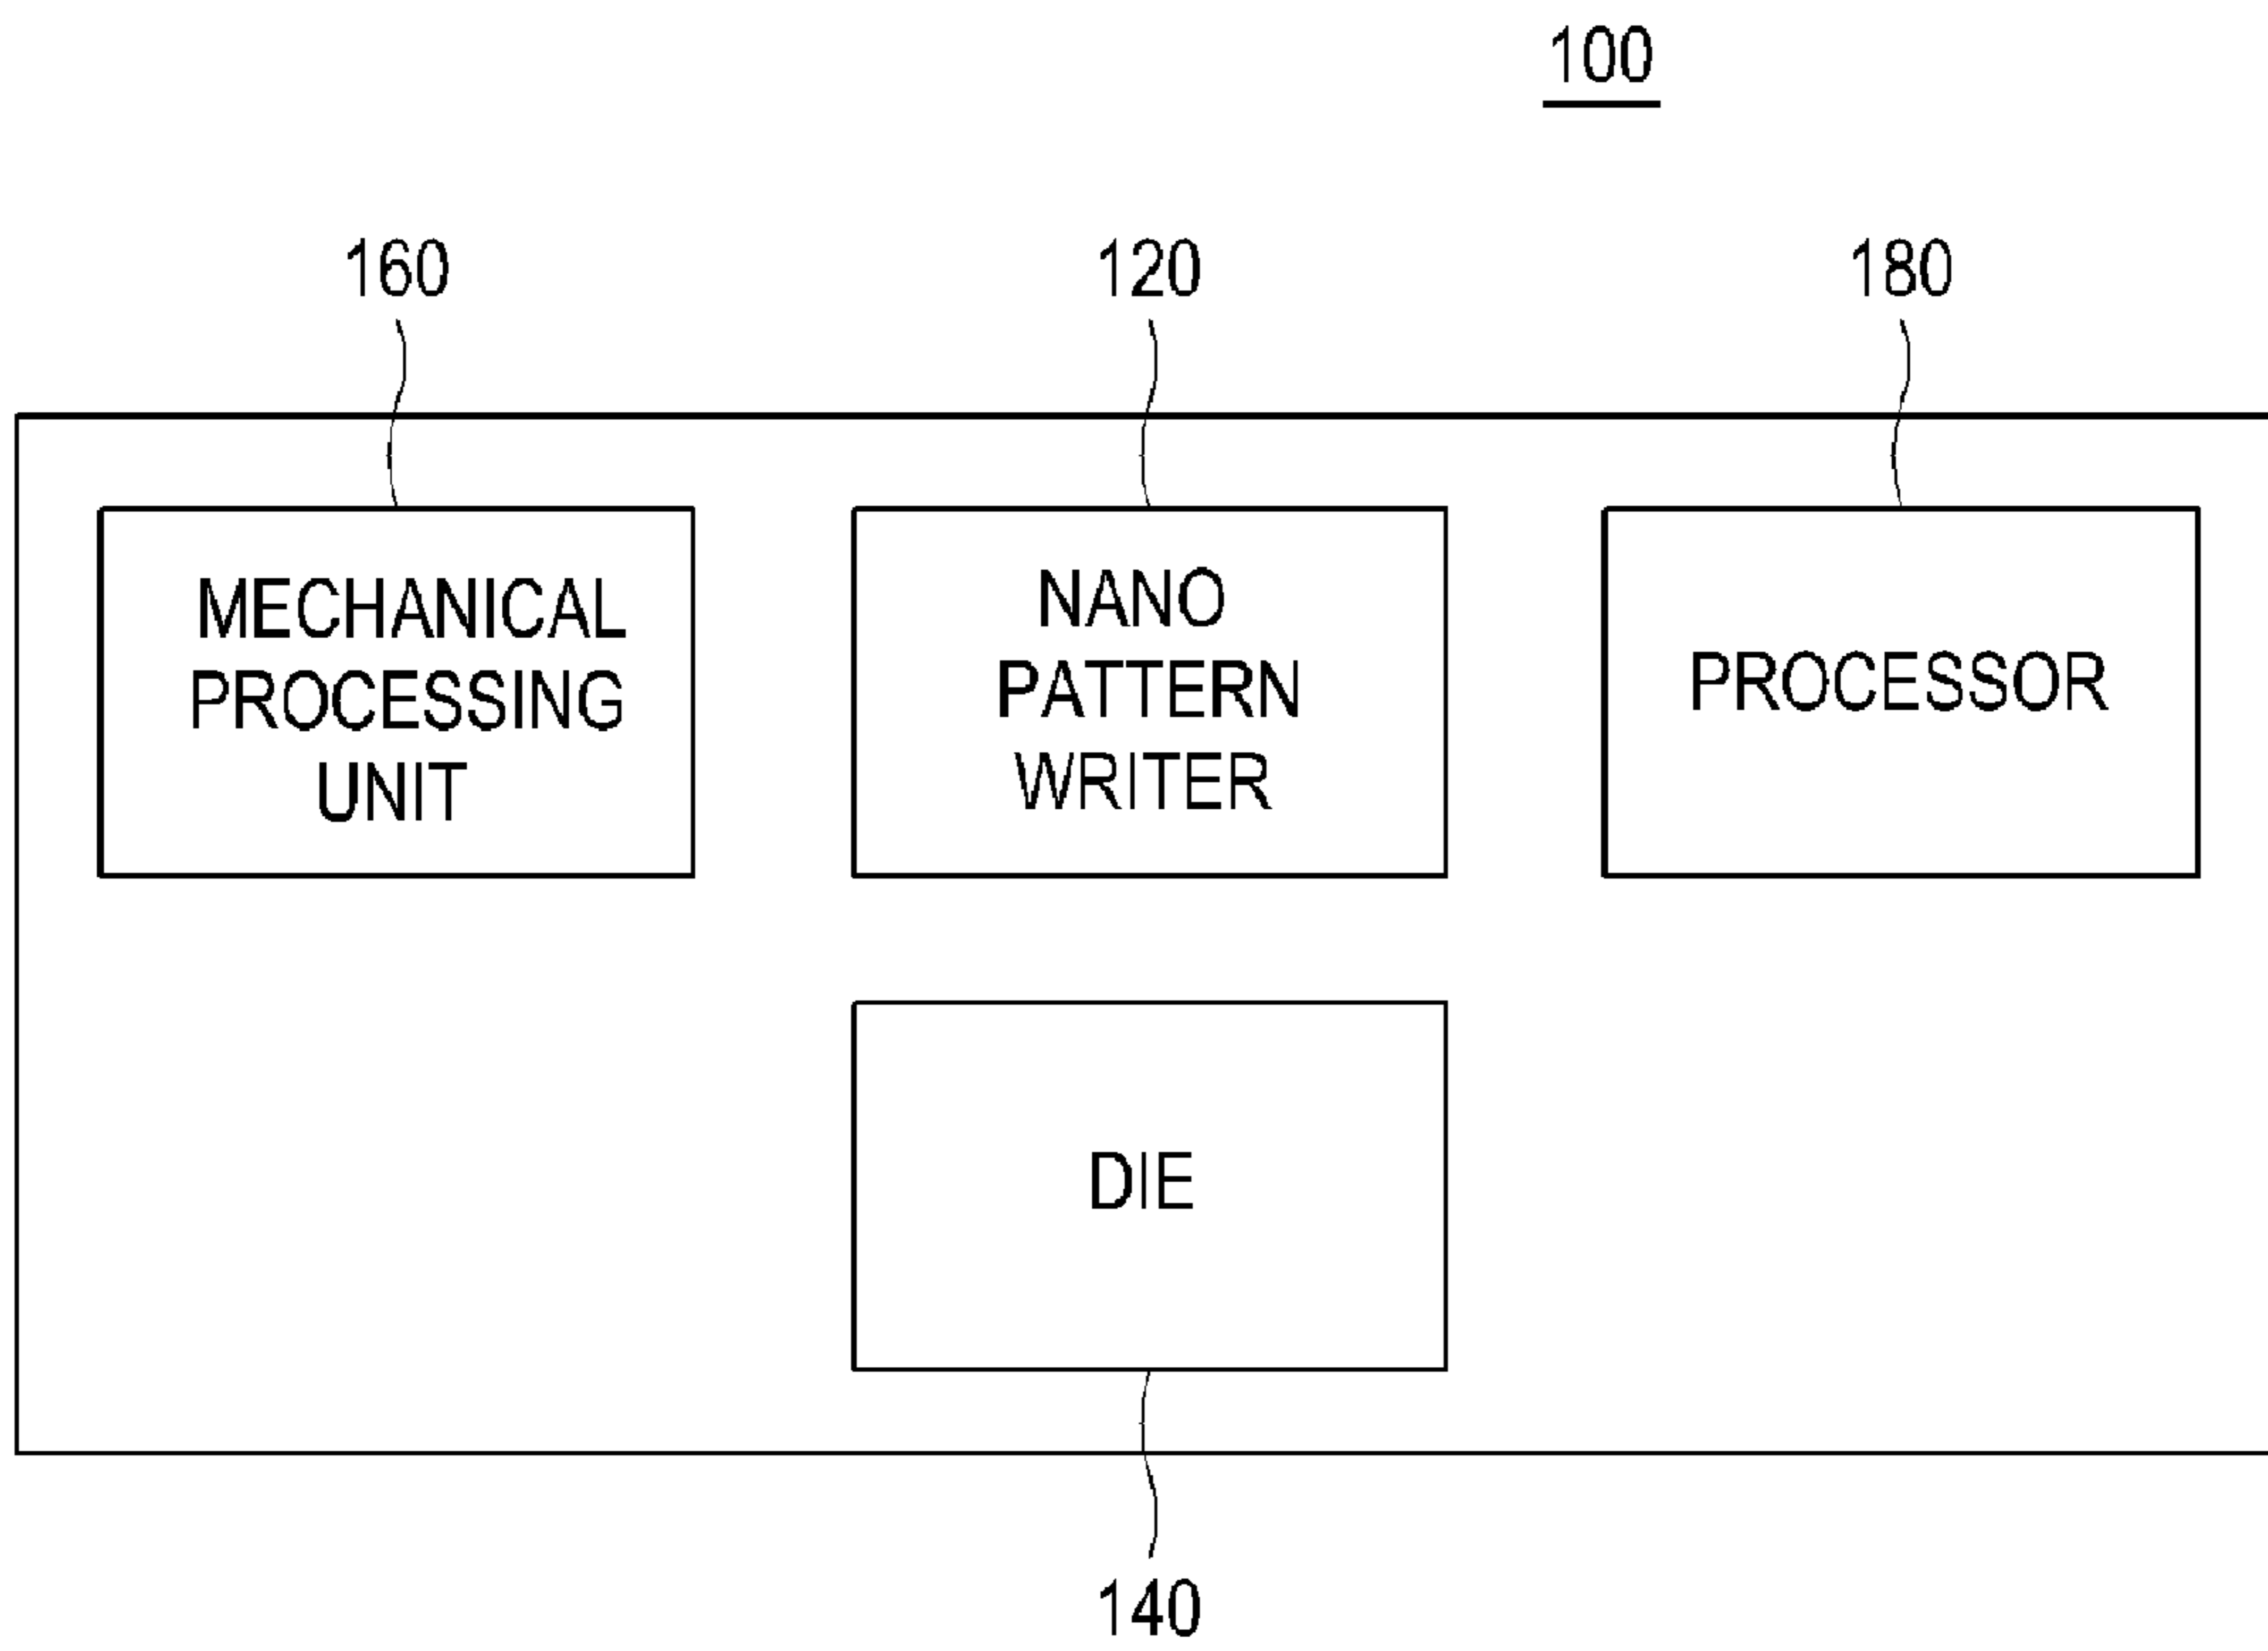 100
160
120
180
MECHANICAL
PROCESSING
UNIT
NANO
PATTERN
WRITER
PROCESSOR
DIE
140